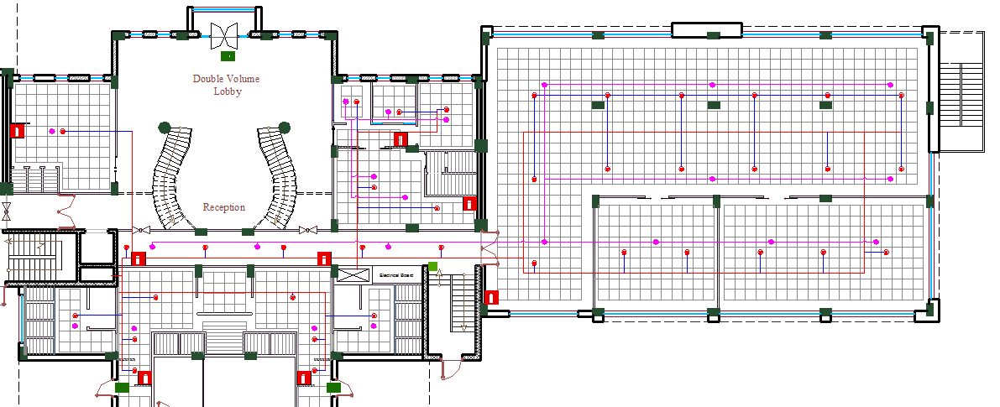 Double Volume
Lobby
Reception
Electrical Board